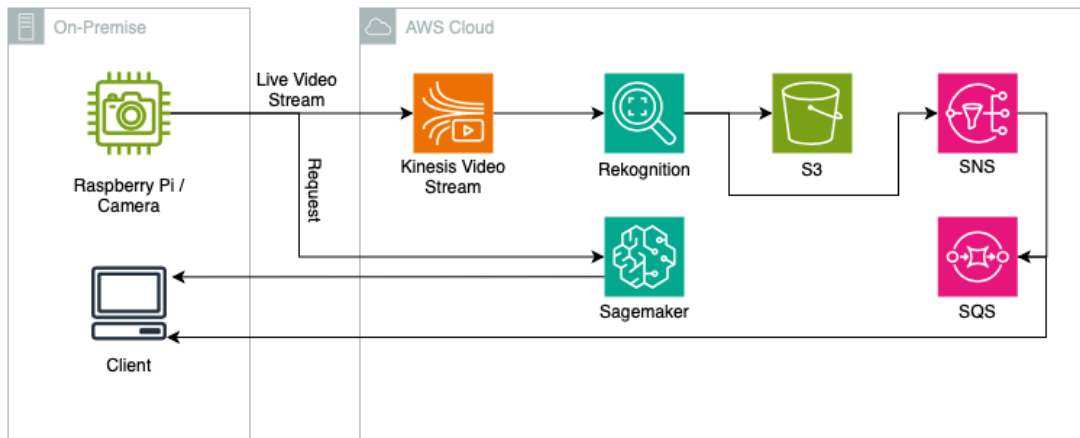 On-Premise
AWS Cloud
Live Video
Stream
Request
Raspberry Pi /
Camera
Kinesis Video
Stream
Rekognition
S3
SNS
Sagemaker
SQS
Client